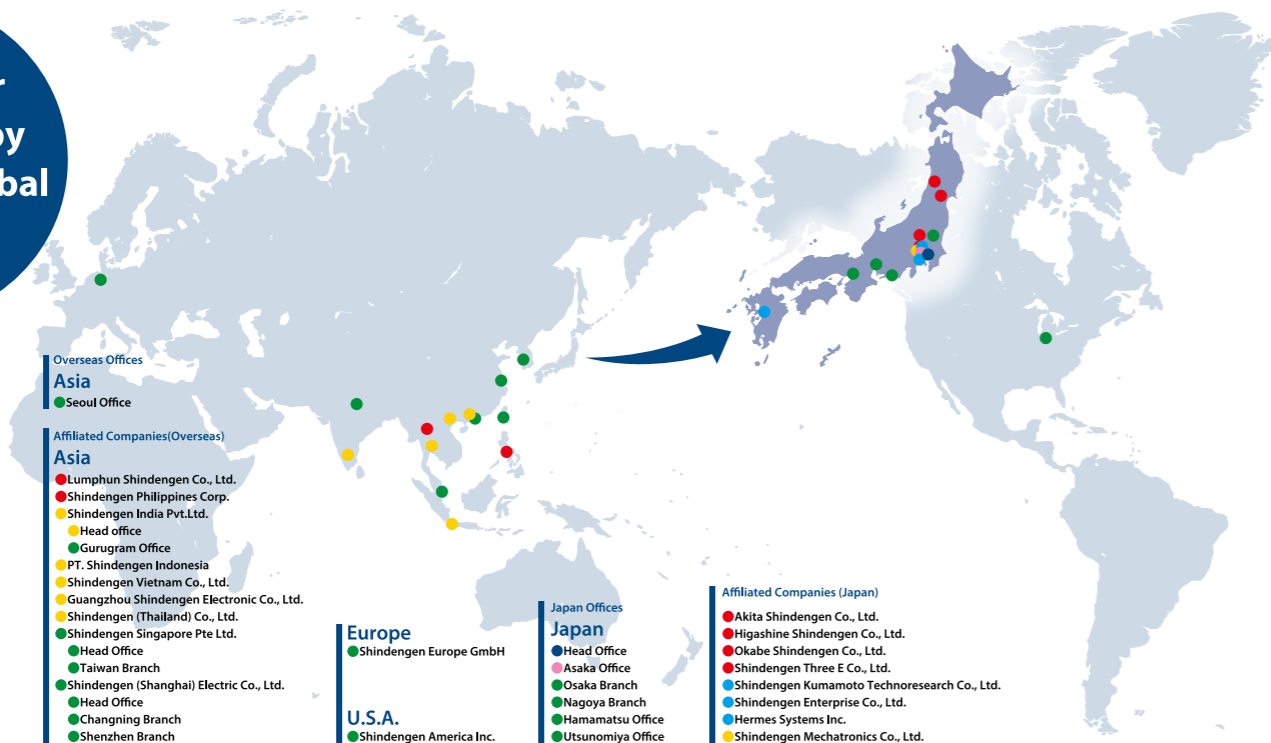 by
bal
Overseas Offices
Asia
Seoul Office
Affiliated Companies(Overseas)
Asia
Lumphun Shindengen Co., Ltd.
Shindengen Philippines Corp.
Shindengen India Pvt.Ltd.
Head office
Gurugram Office
PT. Shindengen Indonesia
Shindengen Vietnam Co., Ltd.
Guangzhou Shindengen Electronic Co., Ltd.
Shindengen (Thailand) Co., Ltd.
Shindengen Singapore Pte Ltd.
Head Office
Taiwan Branch
Shindengen (Shanghai) Electric Co., Ltd.
Head Office
Changning Branch
Shenzhen Branch
Europe
Shindengen Europe GmbH
U.S.A.
Shindengen America Inc.
Japan Offices
Japan
Head Office
Asaka Office
Osaka Branch
Nagoya Branch
Hamamatsu Office
Utsunomiya Office
Affiliated Companies (Japan)
Akita Shindengen Co., Ltd.
Higashine Shindengen Co., Ltd.
Okabe Shindengen Co., Ltd.
Shindengen Three E Co., Ltd.
Shindengen Kumamoto Technoresearch Co., Ltd.
Shindengen Enterprise Co., Ltd.
Hermes Systems Inc.
Shindengen Mechatronics Co., Ltd.